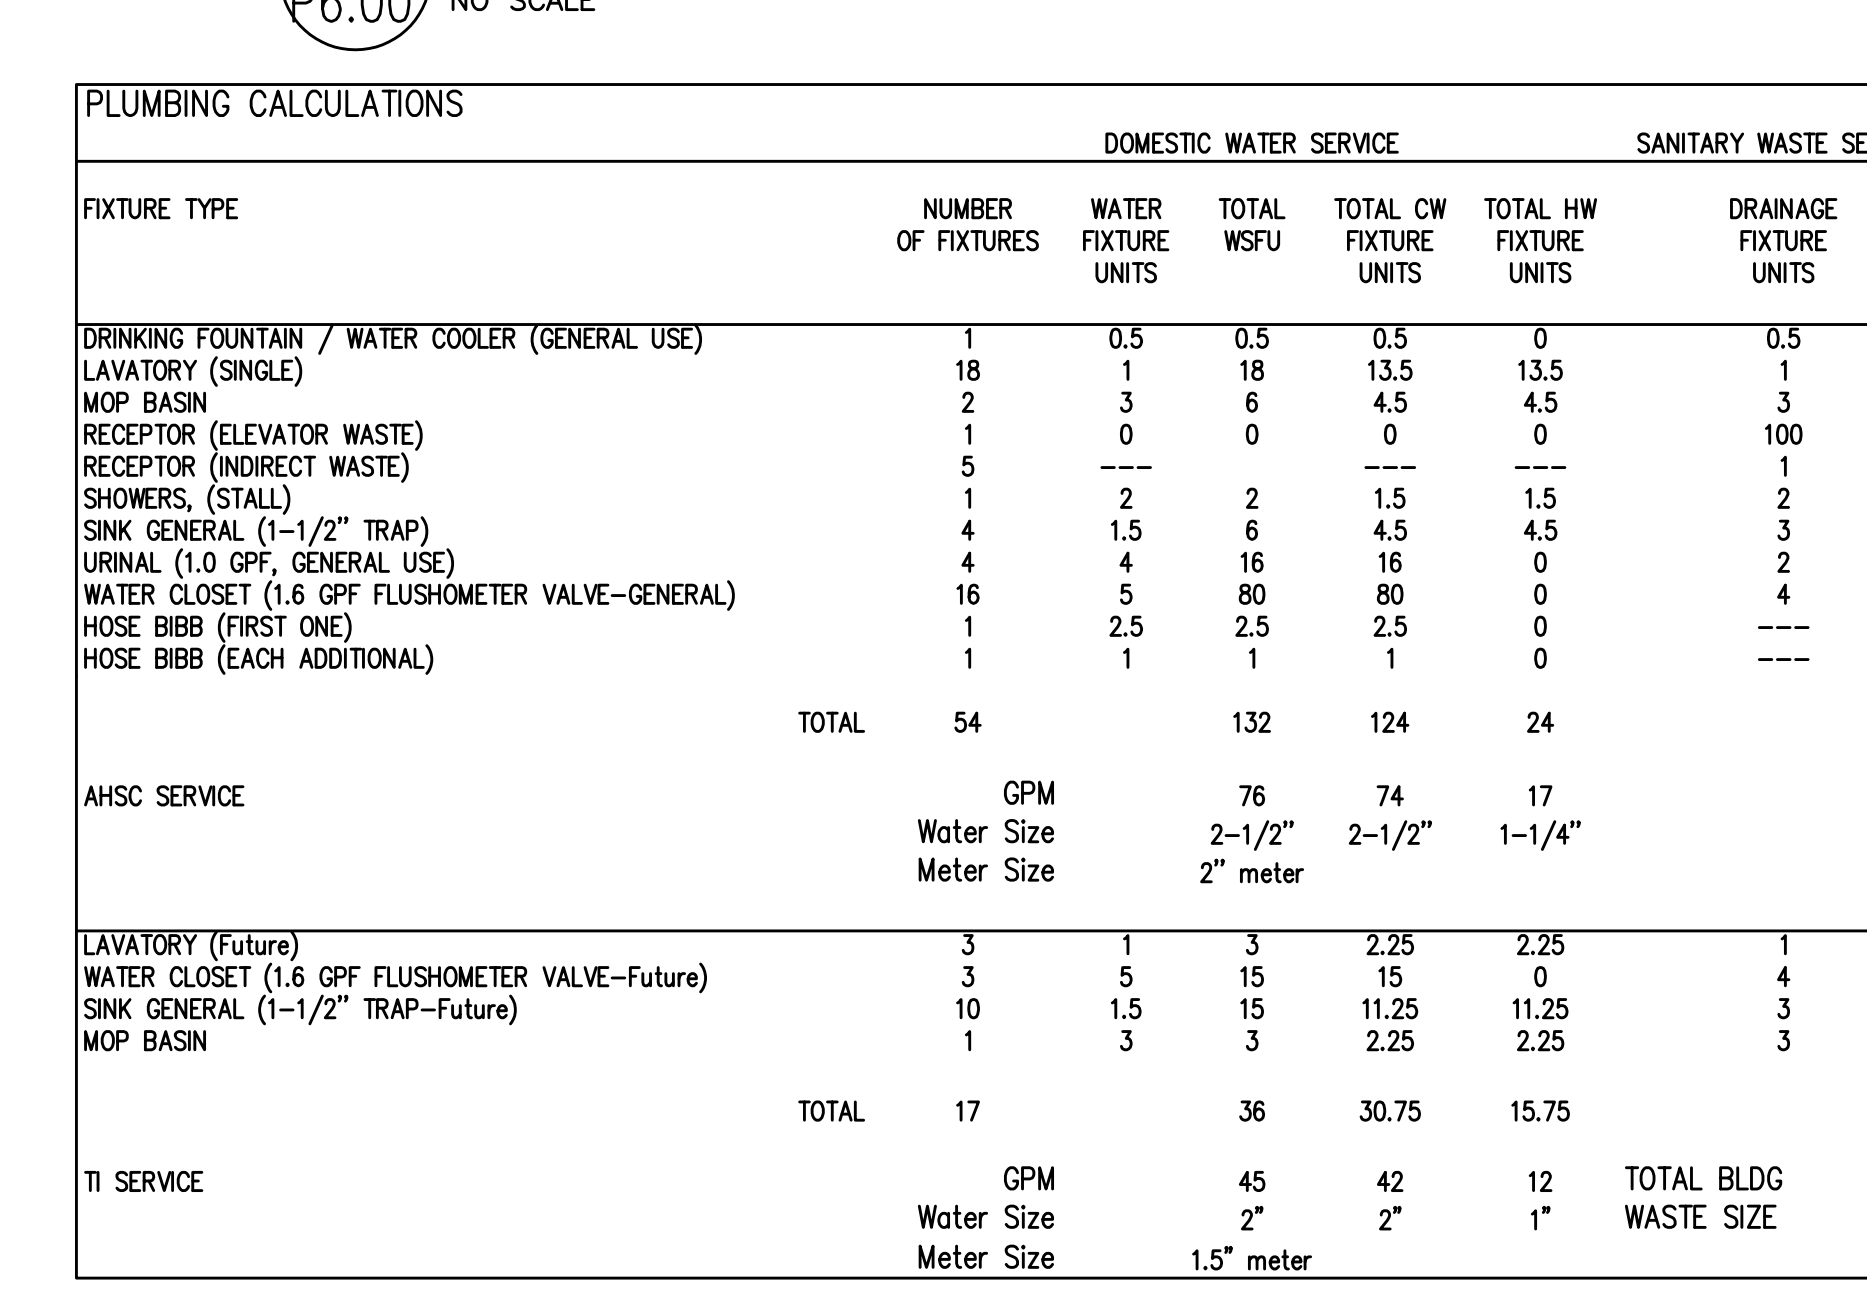 P6.00 NO SCALE
PLUMBING CALCULATIONS
DOMESTIC WATER SERVICE SANITARY WASTE SE
FIXTURE TYPE NUMBER WATER TOTAL TOTAL CW TOTAL HW DRAINAGE
OF FIXTURES FIXTURE WSFU FIXTURE FIXTURE FIXTURE
UNITS UNITS UNITS UNITS
DRINKING FOUNTAIN / WATER COOLER (GENERAL USE) 1 0.5 0.5 0.5 0 0.5
LAVATORY (SINGLE) 18 1 18 13.5 13.5 1
MOP BASIN 2 3 6 4.5 4.5 3
RECEPTOR (ELEVATOR WASTE) 1 0 0 0 0 100
RECEPTOR (INDIRECT WASTE) 5 --- --- --- 1
SHOWERS, (STALL) 1 2 2 1.5 1.5 2
SINK GENERAL (1-1/2" TRAP) 4 1.5 6 4.5 4.5 3
URINAL (1.0 GPF, GENERAL USE) 4 4 16 16 0 2
WATER CLOSET (1.6 GPF FLUSHOMETER VALVE-GENERAL) 16 5 80 80 0 4
HOSE BIBB (FIRST ONE) 1 2.5 2.5 2.5 0 ---
HOSE BIBB (EACH ADDITIONAL) 1 1 1 1 0 ---
TOTAL 54 132 124 24
AHSC SERVICE GPM 76 74 17
Water Size 2-1/2" 2-1/2" 1-1/4"
Meter Size 2" meter
LAVATORY (Future) 3 1 3 2.25 2.25 1
WATER CLOSET (1.6 GPF FLUSHOMETER VALVE-Future) 3 5 15 15 0 4
SINK GENERAL (1-1/2" TRAP-Future) 10 1.5 15 11.25 11.25 3
MOP BASIN 1 3 3 2.25 2.25 3
TOTAL 17 36 30.75 15.75
TI SERVICE GPM 45 42 12 TOTAL BLDG
Water Size 2" 2" 1" WASTE SIZE
Meter Size 1.5" meter